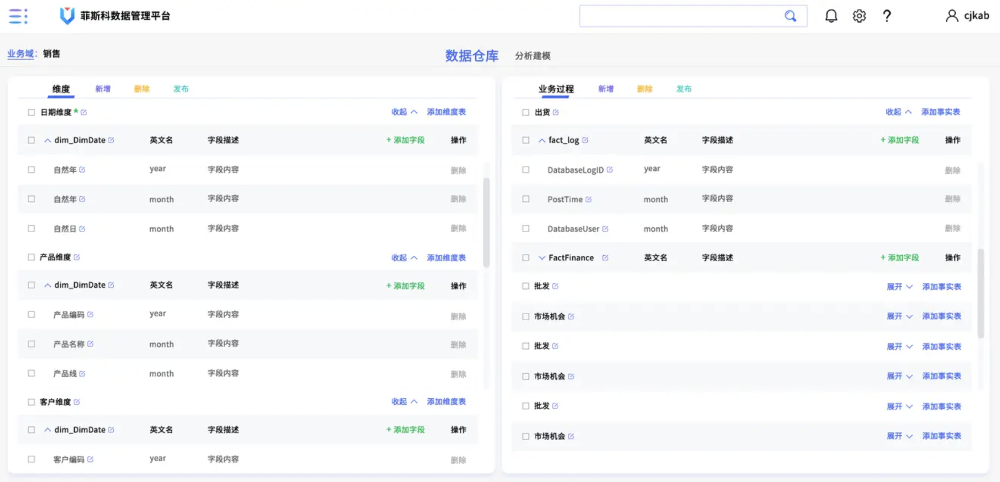 菲斯科数据管理平台
cjkab
业务域: 销售
数据仓库 分析建模
维度 新增 删除 发布
日期维度 * 收起 添加维度表
dim_DimDate 英文名 字段描述 + 添加字段 操作
自然年 year 字段内容 删除
自然年 month 字段内容 删除
自然日 month 字段内容 删除
产品维度 收起 添加维度表
dim_DimDate 英文名 字段描述 + 添加字段 操作
产品编码 year 字段内容 删除
产品名称 month 字段内容 删除
产品线 month 字段内容 删除
客户维度 收起 添加维度表
dim_DimDate 英文名 字段描述 + 添加字段 操作
客户编码 year 字段内容 删除
业务过程 新增 删除 发布
出货 收起 添加事实表
fact_log 英文名 字段描述 + 添加字段 操作
DatabaseLogID year 字段内容 删除
PostTime month 字段内容 删除
DatabaseUser month 字段内容 删除
FactFinance 英文名 字段描述 + 添加字段 操作
批发 展开 添加事实表
市场机会 展开 添加事实表
批发 展开 添加事实表
市场机会 展开 添加事实表
批发 展开 添加事实表
市场机会 展开 添加事实表